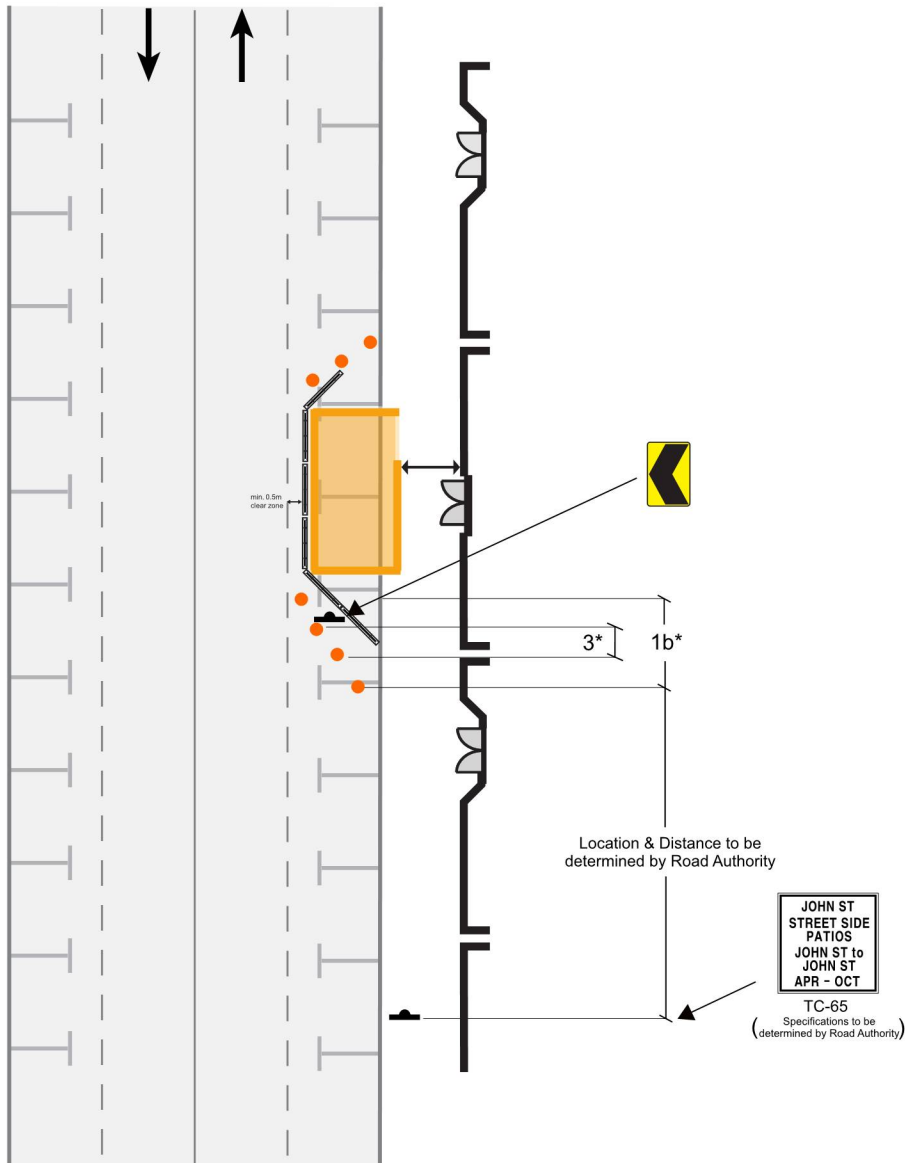 min. 0.5m
clear zone
3*
1b*
Location & Distance to be
determined by Road Authority
JOHN ST
STREET SIDE
PATIOS
JOHN ST to
JOHN ST
APR - OCT
TC-65
( Specifications to be
determined by Road Authority )